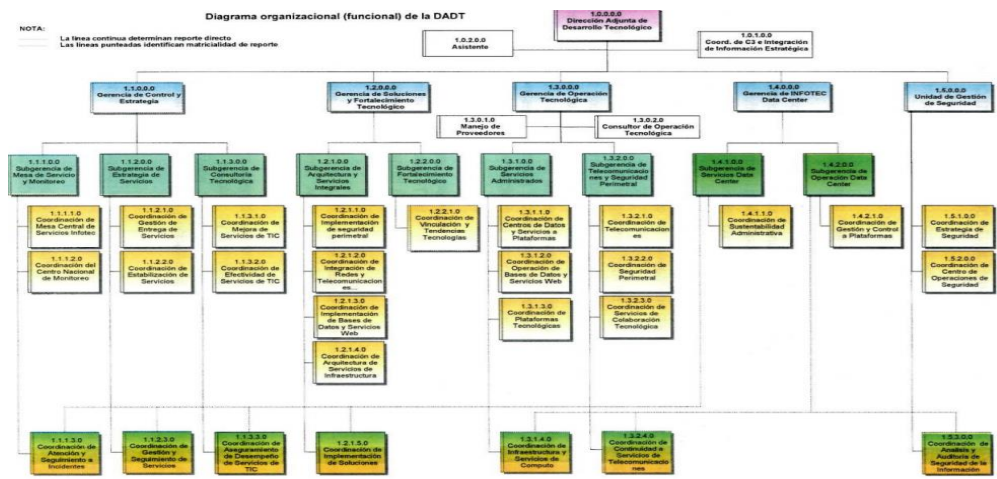 Diagrama organizacional (funcional) de la DADT
NOTA:
La línea continua determinan reporte directo
Las líneas punteadas identifican matricialidad de reporte
1.0.0.0.0
Dirección Adjunta de
Desarrollo Tecnológico
1.0.2.0.0
Asistente
1.0.1.0.0
Coord. de C3 e Integración
de Información Estratégica
1.1.0.0.0
Gerencia de Control y
Estrategia
1.2.0.0.0
Gerencia de Soluciones
y Fortalecimiento
Tecnológico
1.3.0.0.0
Gerencia de Operación
Tecnológica
1.4.0.0.0
Gerencia de INFOTEC
Data Center
1.5.0.0.0
Unidad de Gestión
de Seguridad
1.3.0.1.0
Manejo de
Proveedores
1.3.0.2.0
Consultor de Operación
Tecnológica
1.1.1.0.0
Subgerencia de
Mesa de Servicio
y Monitoreo
1.1.2.0.0
Subgerencia de
Estrategia de
Servicios
1.1.3.0.0
Subgerencia de
Consultoría
Tecnológica
1.2.1.0.0
Subgerencia de
Arquitectura y
Servicios
Integrales
1.2.2.0.0
Subgerencia de
Fortalecimiento
Tecnológico
1.3.1.0.0
Subgerencia de
Servicios
Administrados
1.3.2.0.0
Subgerencia de
Telecomunicacio
nes y Seguridad
Perimetral
1.4.1.0.0
Subgerencia de
Servicios Data
Center
1.4.2.0.0
Subgerencia de
Operación Data
Center
1.1.1.1.0
Coordinación de
Mesa Central de
Servicios Infotec
1.1.2.1.0
Coordinación de
Gestión de
Entrega de
Servicios
1.1.3.1.0
Coordinación de
Mejora de
Servicios de TIC
1.2.1.1.0
Coordinación de
Implementación
de seguridad
perimetral
1.2.2.1.0
Coordinación de
Vinculación y
Tendencias
Tecnologías
1.3.1.1.0
Coordinación de
Centros de Datos
y Servicios a
Plataformas
1.3.2.1.0
Coordinación de
Telecomunicacion
es
1.4.1.1.0
Coordinación de
Sustentabilidad
Administrativa
1.4.2.1.0
Coordinación de
Gestión y Control
a Plataformas
1.5.1.0.0
Coordinación de
Estrategia de
Seguridad
1.1.1.2.0
Coordinación del
Centro Nacional
de Monitoreo
1.1.2.2.0
Coordinación de
Estabilización de
Servicios
1.1.3.2.0
Coordinación de
Efectividad de
Servicios de TIC
1.2.1.2.0
Coordinación de
Integración de
Redes y
Telecomunicacion
es...
1.3.1.2.0
Coordinación de
Operación de
Bases de Datos y
Servicios Web
1.3.2.2.0
Coordinación de
Seguridad
Perimetral
1.5.2.0.0
Coordinación de
Centro de
Operaciones de
Seguridad
1.2.1.3.0
Coordinación de
Implementación
de Bases de
Datos y Servicios
Web
1.3.1.3.0
Coordinación de
Plataformas
Tecnológicas
1.3.2.3.0
Coordinación de
Servicios de
Colaboración
Tecnológico
1.2.1.4.0
Coordinación de
Arquitectura de
Servicios de
Infraestructura
1.1.1.3.0
Coordinación de
Atención y
Seguimiento a
Incidentes
1.1.2.3.0
Coordinación de
Gestión y
Seguimiento de
Servicios
1.1.3.3.0
Coordinación de
Aseguramiento de
Desempeño de
Servicios de TIC
1.2.1.5.0
Coordinación de
Implementación
de Soluciones
1.3.1.4.0
Coordinación de
Infraestructura y
Servicios de
Computo
1.3.2.4.0
Coordinación de
Continuidad a
Servicios de
Telecomunicacio
nes
1.5.3.0.0
Coordinación de
Analisis y
Auditoria de
Seguridad de la
Información